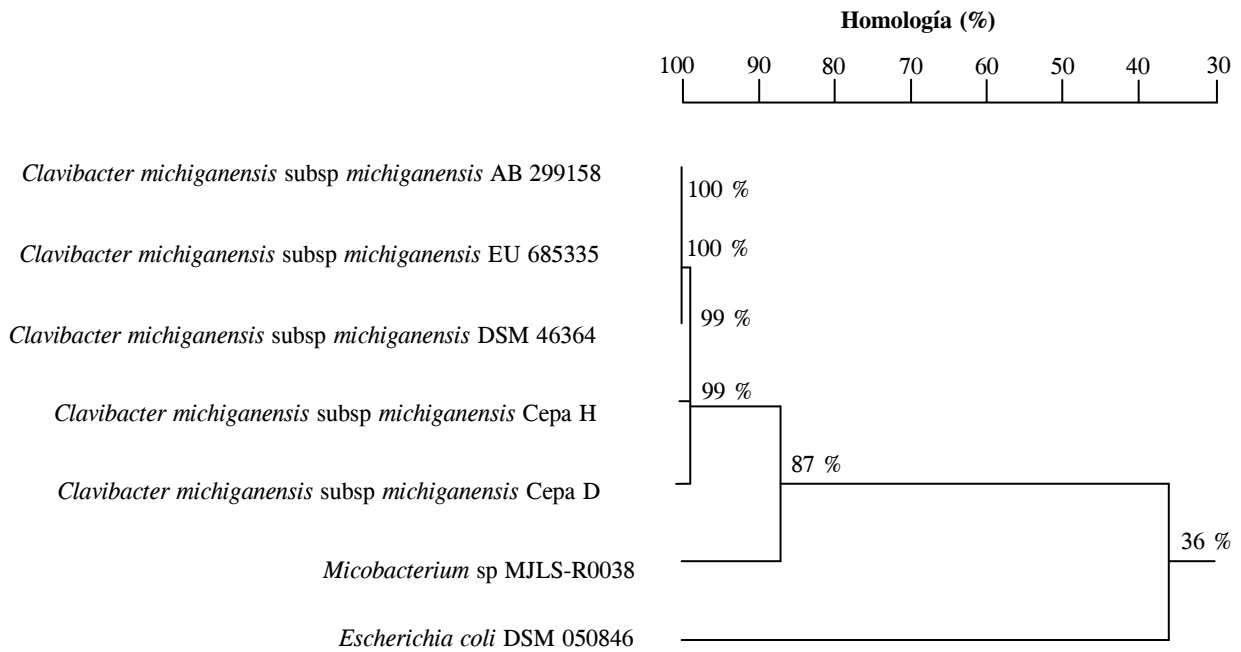 Homología (%)
100 90 80 70 60 50 40 30
Clavibacter michiganensis subsp michiganensis AB 299158
100 %
Clavibacter michiganensis subsp michiganensis EU 685335
100 %
Clavibacter michiganensis subsp michiganensis DSM 46364
99 %
Clavibacter michiganensis subsp michiganensis Cepa H
99 %
Clavibacter michiganensis subsp michiganensis Cepa D
87 %
Micobacterium sp MJLS-R0038
36 %
Escherichia coli DSM 050846